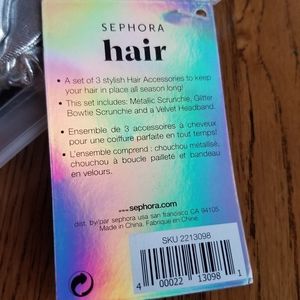 SEPHORA
hair
• A set of 3 stylish Hair Accessories to keep
your hair in place all season long!
• This set includes: Metallic Scrunchie, Glitter
Bowtie Scrunchie and a Velvet Headband.
• Ensemble de 3 accessoires à cheveux
pour une coiffure parfaite en tout temps!
• L'ensemble comprend : chouchou métallisé,
chouchou à boucle pailleté et bandeau
en velours.
www.sephora.com
dist. by/par sephora usa san francisco CA 94105
Made in China. Fabriqué en Chine.
SKU 2213098
4 00022 13098 1